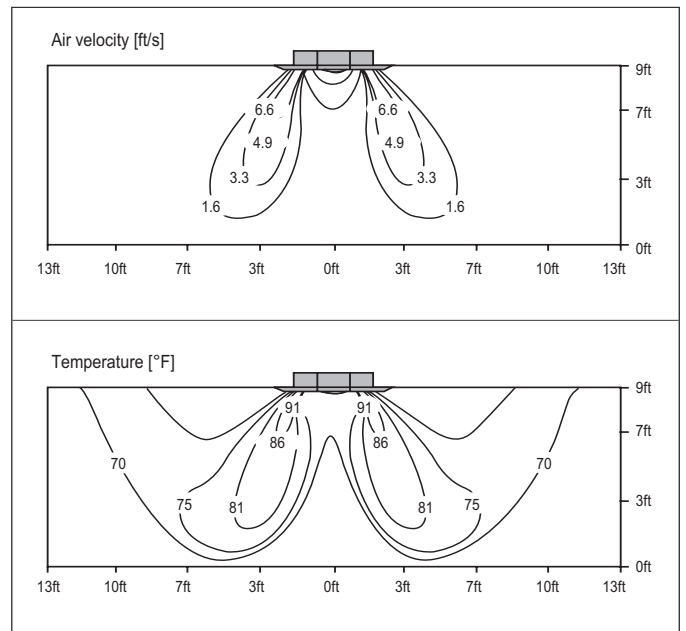 Air velocity [ft/s]
9ft
6.6 6.6 7ft
4.9 4.9
3.3 3.3 3ft
1.6 1.6
0ft
13ft 10ft 7ft 3ft 0ft 3ft 7ft 10ft 13ft
Temperature [°F]
9ft
91 91
86 86 7ft
70 70
75 81 81 75 3ft
0ft
13ft 10ft 7ft 3ft 0ft 3ft 7ft 10ft 13ft